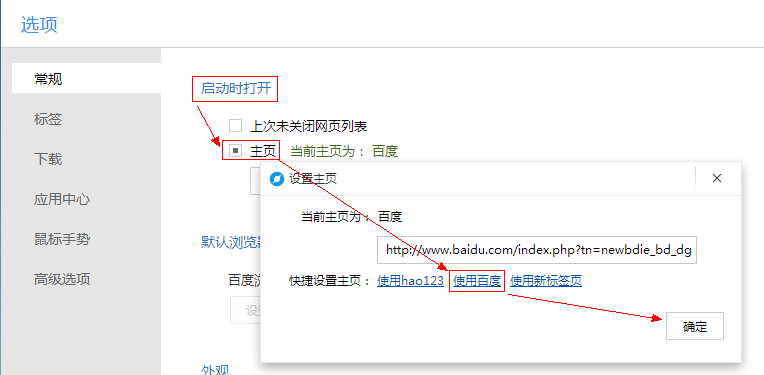 选项
常规
标签
下载
应用中心
鼠标手势
高级选项
启动时打开
上次未关闭网页列表
主页 当前主页为： 百度
设置主页
当前主页为： 百度
http://www.baidu.com/index.php?tn=newbdie_bd_dg
快捷设置主页： 使用hao123 使用百度 使用新标签页
确定
默认浏览器
百度浏
设
外观